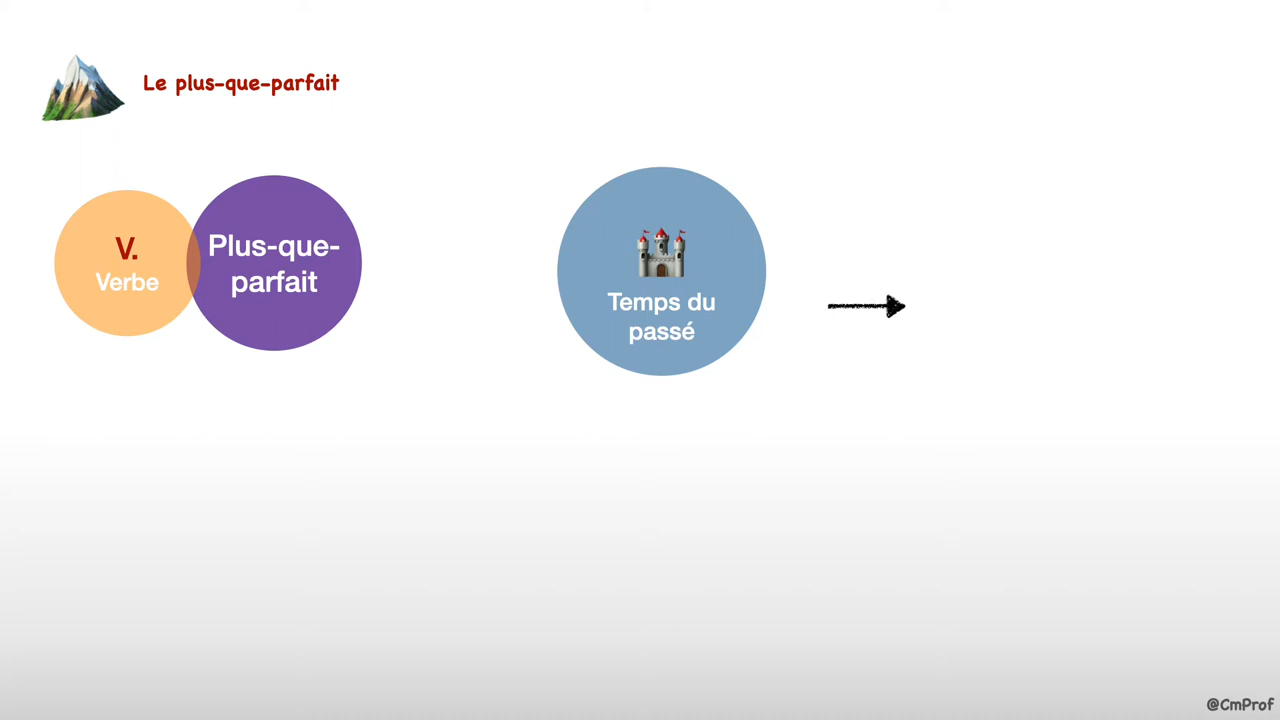 Le plus-que-parfait
V.
Verbe
Plus-que-
parfait
Temps du
passé
@CmProf